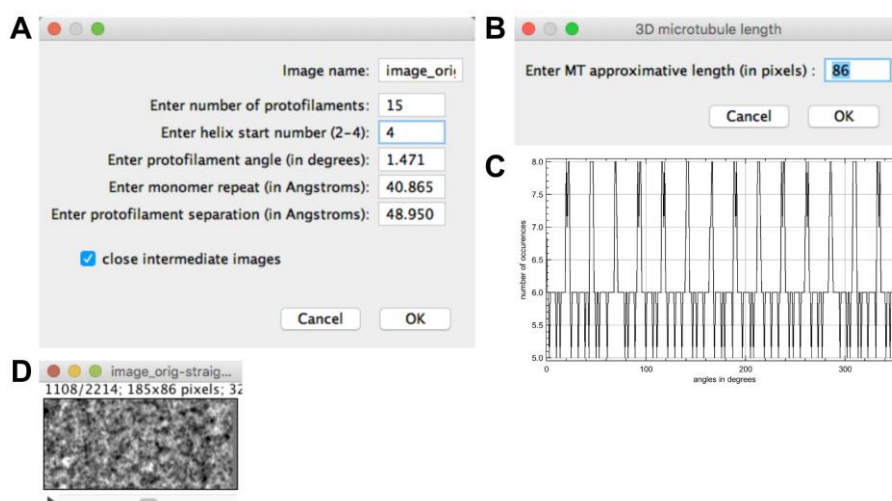 A
Image name: image_orig
Enter number of protofilaments: 15
Enter helix start number (2-4): 4
Enter protofilament angle (in degrees): 1.471
Enter monomer repeat (in Angstroms): 40.865
Enter protofilament separation (in Angstroms): 48.950
close intermediate images
Cancel OK
B
3D microtubule length
Enter MT approximative length (in pixels) : 86
Cancel OK
C
8.0
7.5
7.0
6.5
6.0
5.5
5.0
number of occurences
0 100 200 300
angles in degrees
D
image_orig-straig...
1108/2214; 185x86 pixels; 32